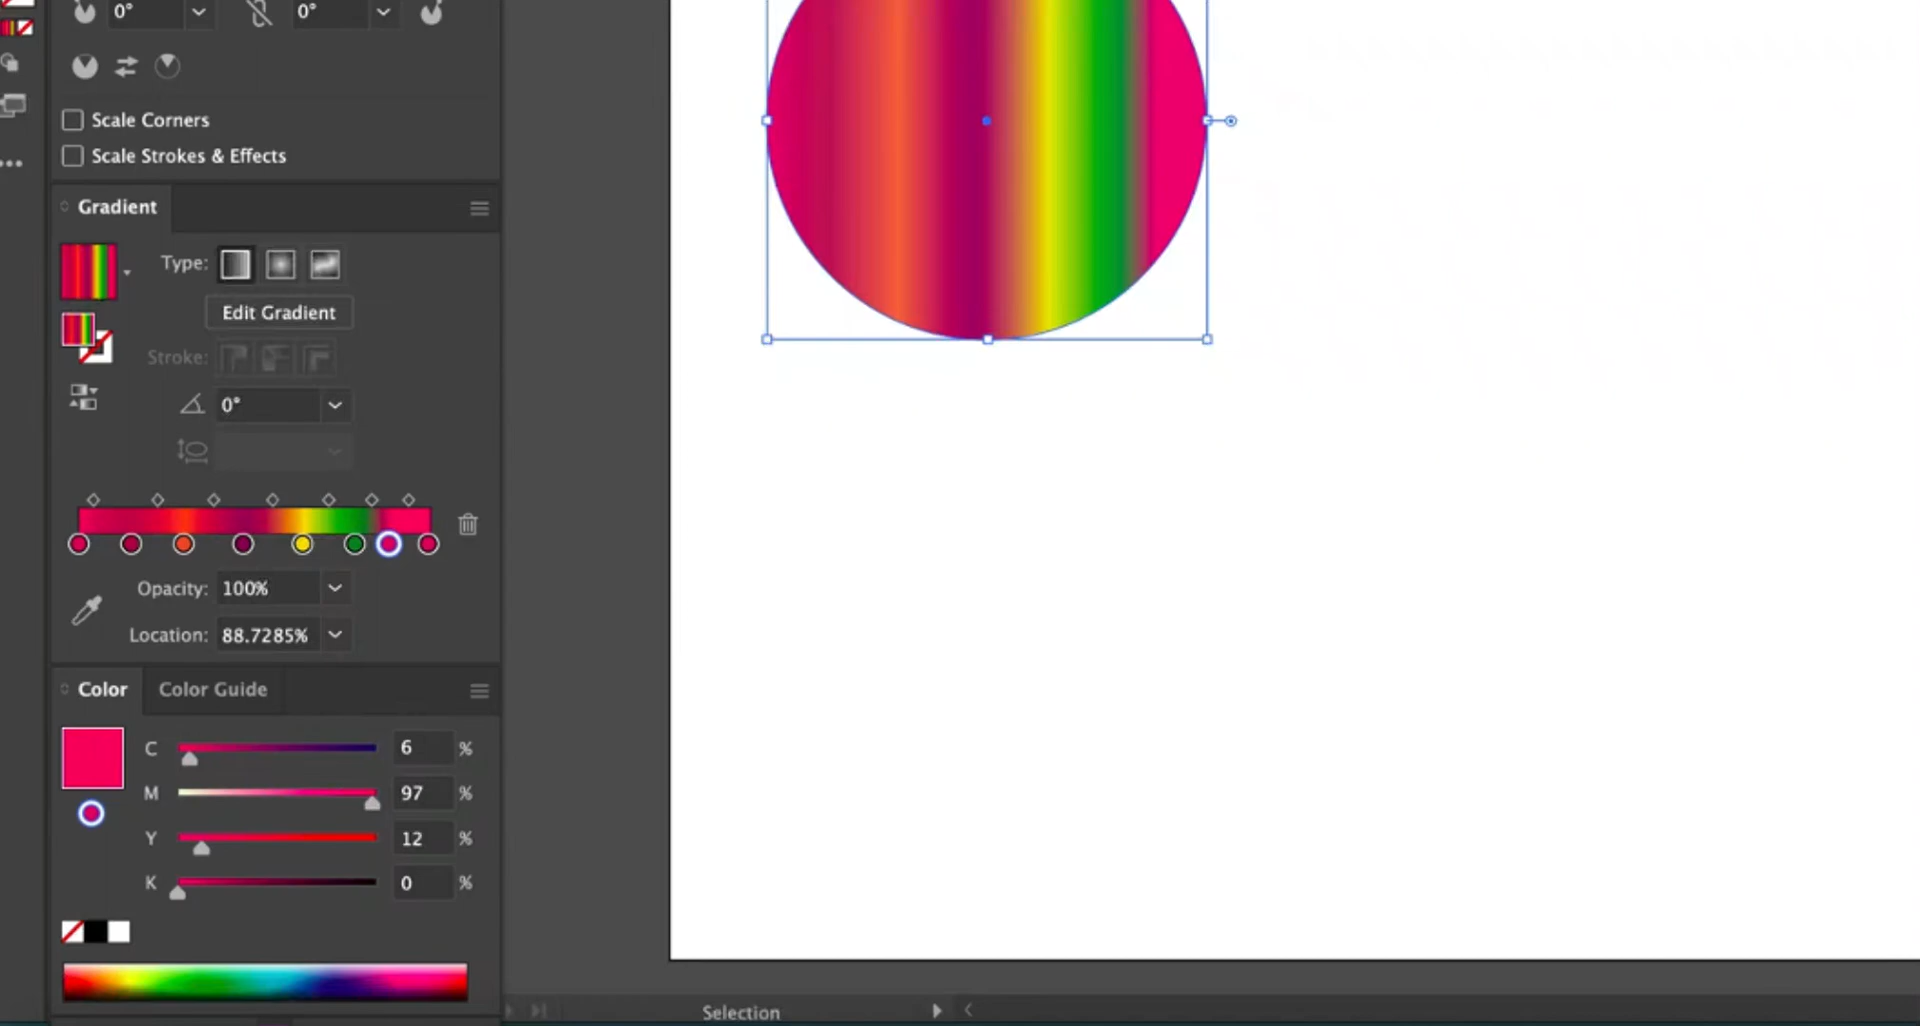 0° 0°
Scale Corners
Scale Strokes & Effects
Gradient
Type:
Edit Gradient
Stroke:
0°
Opacity: 100%
Location: 88.7285%
Color Color Guide
C 6 %
M 97 %
Y 12 %
K 0 %
Selection